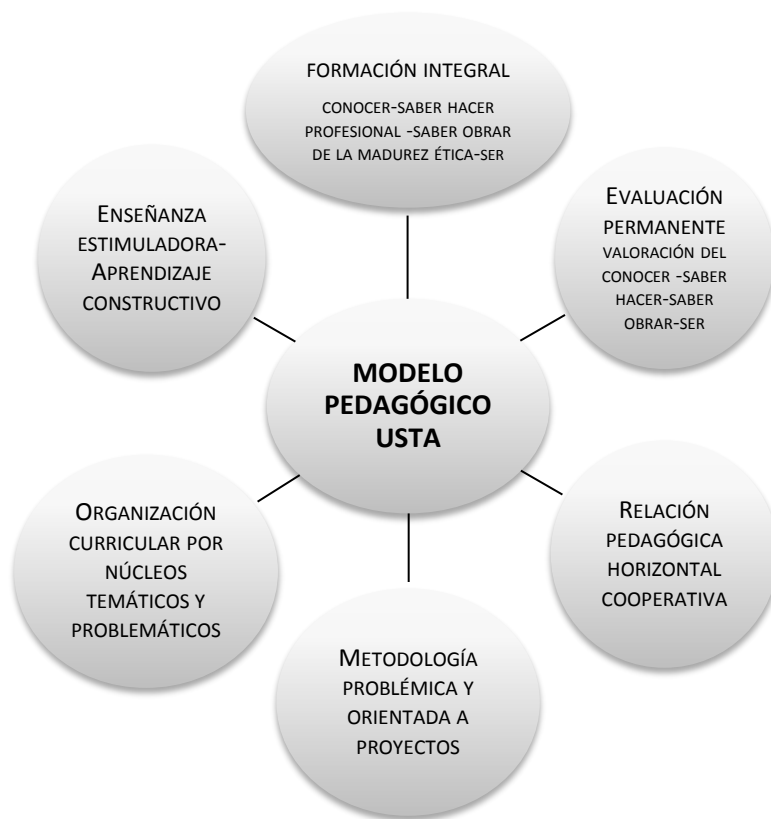 FORMACIÓN INTEGRAL
CONOCER-SABER HACER
PROFESIONAL -SABER OBRAR
DE LA MADUREZ ÉTICA-SER
EVALUACIÓN
PERMANENTE
VALORACIÓN DEL
CONOCER -SABER
HACER-SABER
OBRAR-SER
RELACIÓN
PEDAGÓGICA
HORIZONTAL
COOPERATIVA
METODOLOGÍA
PROBLÉMICA Y
ORIENTADA A
PROYECTOS
ORGANIZACIÓN
CURRICULAR POR
NÚCLEOS
TEMÁTICOS Y
PROBLEMÁTICOS
ENSEÑANZA
ESTIMULADORA-
APRENDIZAJE
CONSTRUCTIVO
MODELO
PEDAGÓGICO
USTA